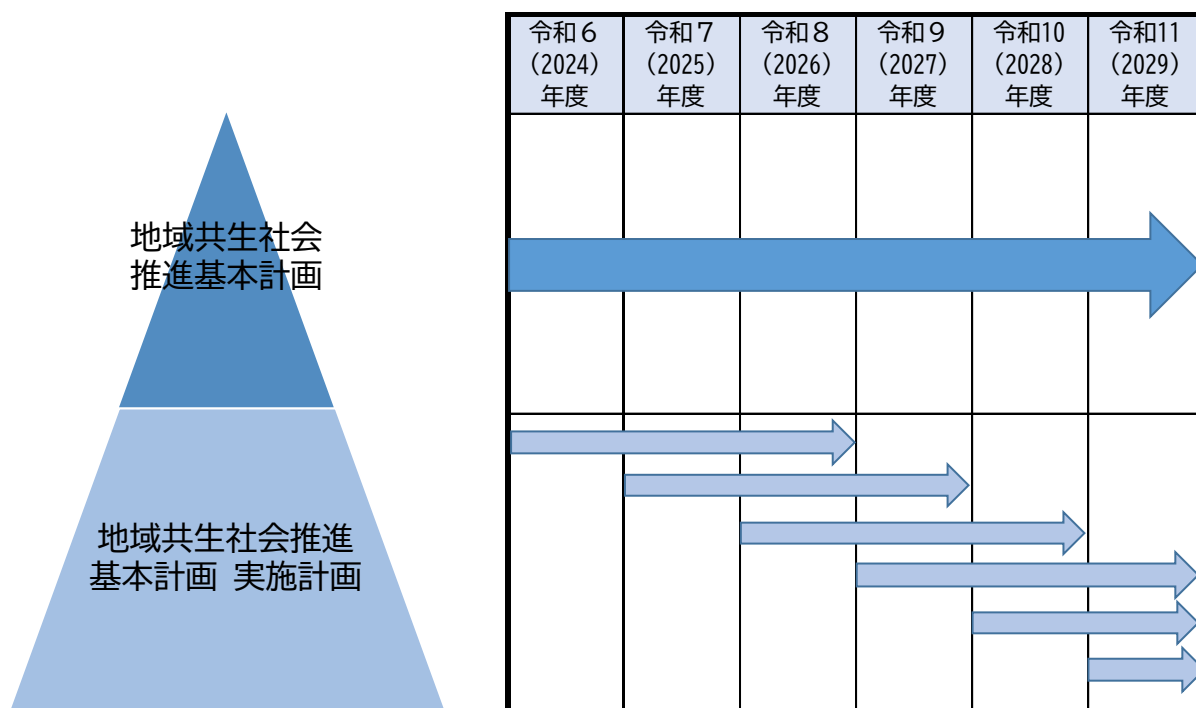 令和６
（2024）
年度
令和７
（2025）
年度
令和８
（2026）
年度
令和９
（2027）
年度
令和10
（2028）
年度
令和11
（2029）
年度
地域共生社会
推進基本計画
地域共生社会推進
基本計画 実施計画